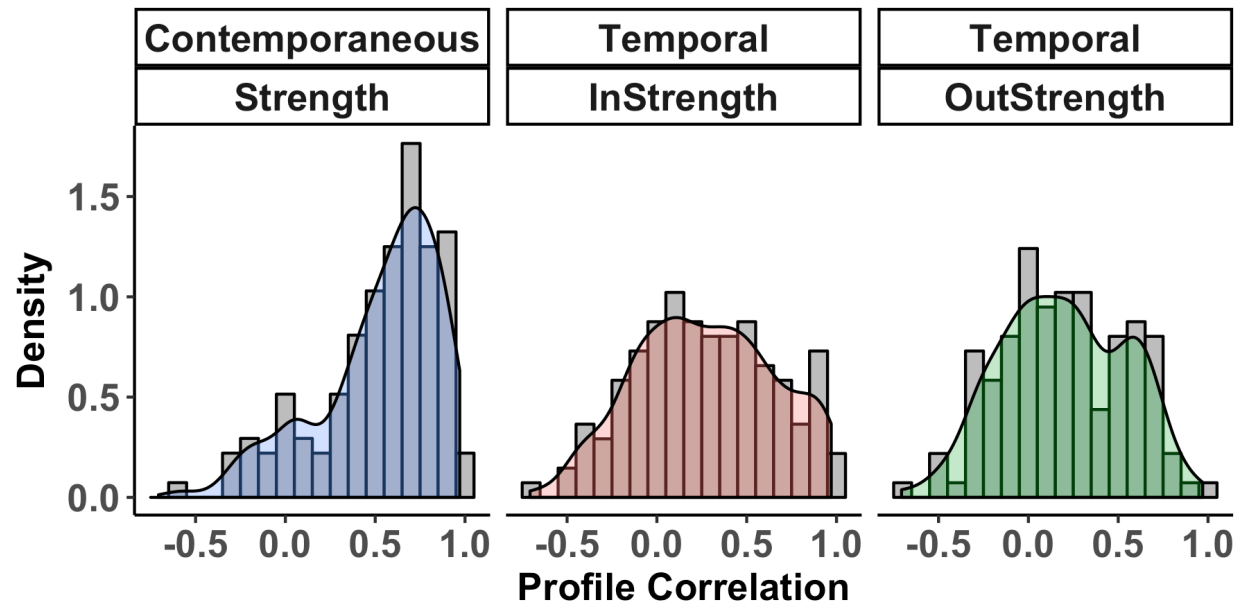 Contemporaneous Temporal Temporal
Strength InStrength OutStrength
1.5
1.0
0.5
0.0
Density
-0.5 0.0 0.5 1.0 -0.5 0.0 0.5 1.0 -0.5 0.0 0.5 1.0
Profile Correlation